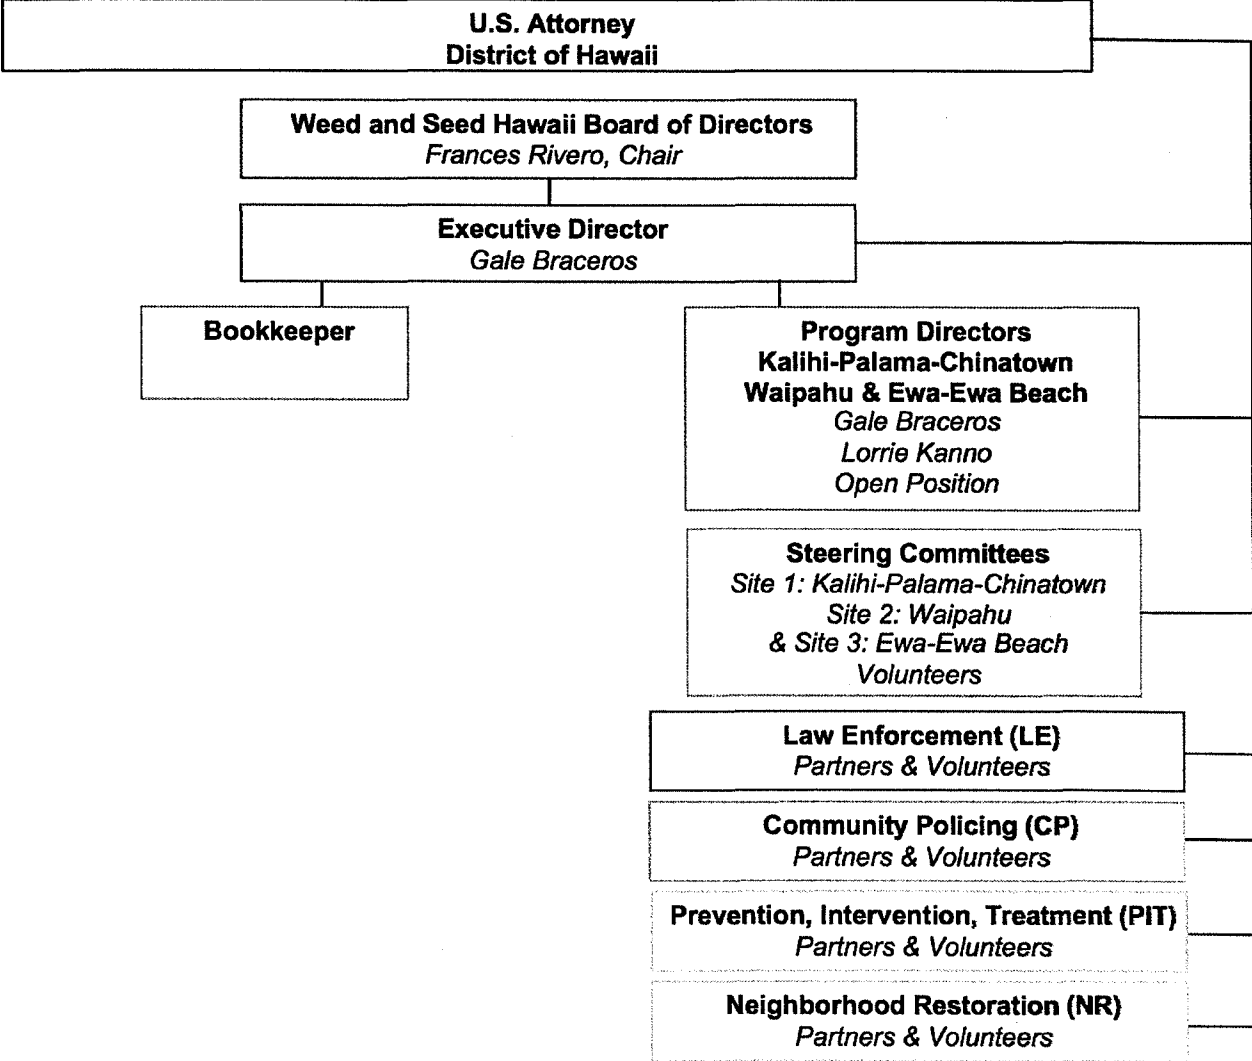 U.S. Attorney
District of Hawaii
Weed and Seed Hawaii Board of Directors
Frances Rivero, Chair
Executive Director
Gale Braceros
Bookkeeper
Program Directors
Kalihi-Palama-Chinatown
Waipahu & Ewa-Ewa Beach
Gale Braceros
Lorrie Kanno
Open Position
Steering Committees
Site 1: Kalihi-Palama-Chinatown
Site 2: Waipahu
& Site 3: Ewa-Ewa Beach
Volunteers
Law Enforcement (LE)
Partners & Volunteers
Community Policing (CP)
Partners & Volunteers
Prevention, Intervention, Treatment (PIT)
Partners & Volunteers
Neighborhood Restoration (NR)
Partners & Volunteers